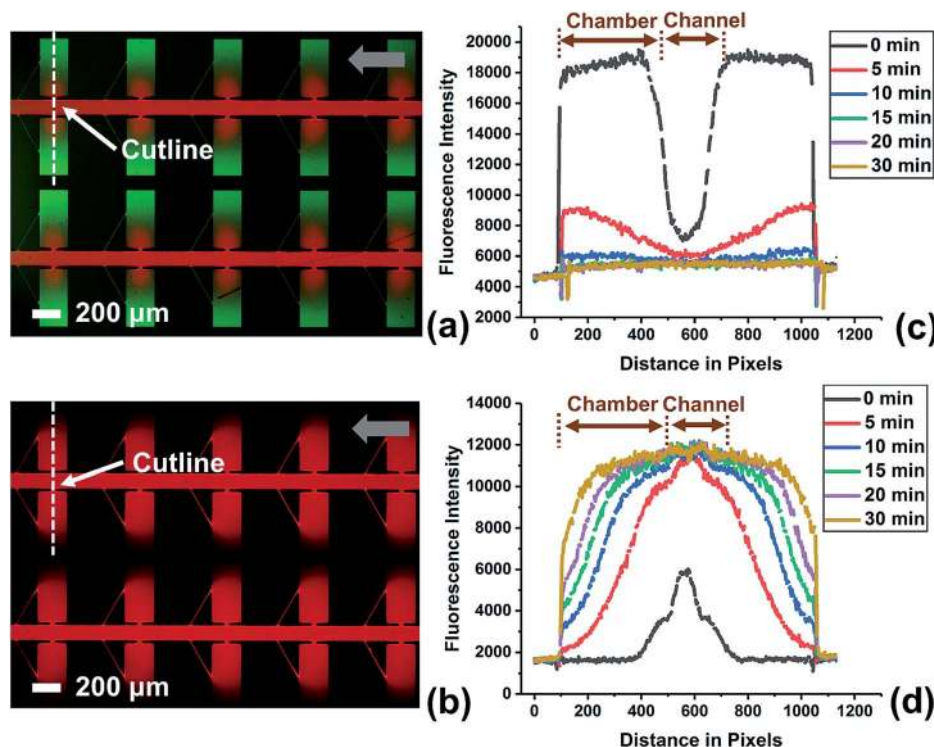 Cutline
200 μm
(a)
Chamber Channel
20000
18000
16000
14000
12000
10000
8000
6000
4000
2000
Fluorescence Intensity
0 200 400 600 800 1000 1200
Distance in Pixels
0 min
5 min
10 min
15 min
20 min
30 min
(c)
Cutline
200 μm
(b)
Chamber Channel
14000
12000
10000
8000
6000
4000
2000
0
Fluorescence Intensity
0 200 400 600 800 1000 1200
Distance in Pixels
0 min
5 min
10 min
15 min
20 min
30 min
(d)